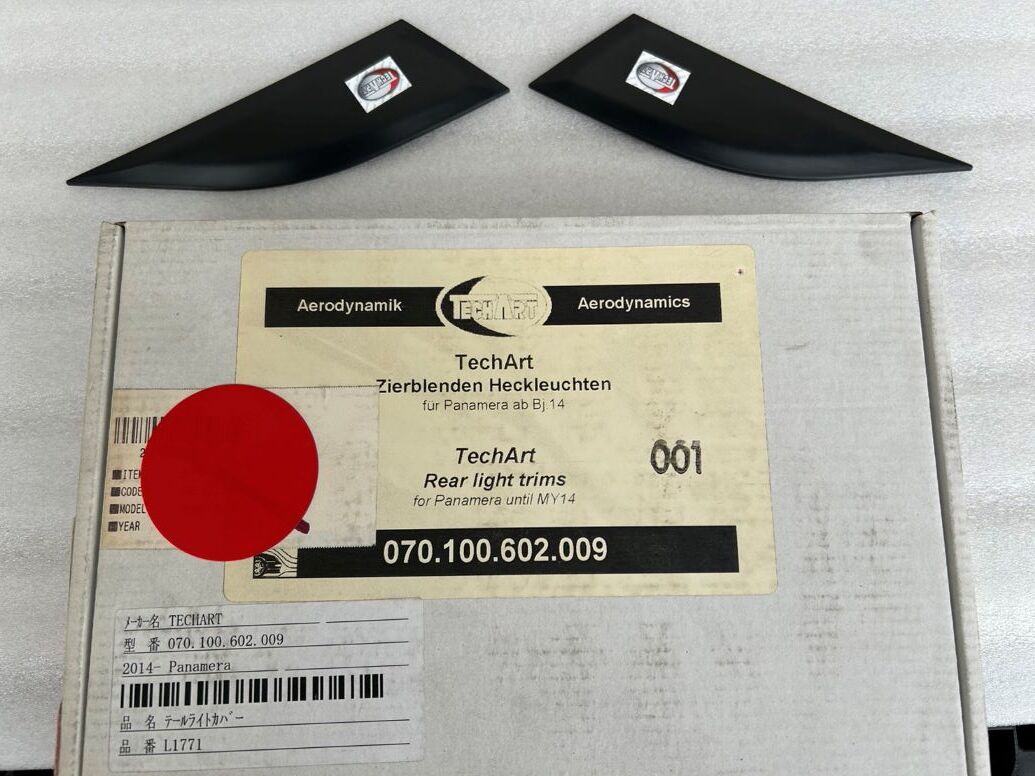 TECHART
TECHART
Aerodynamik
TECHART
Aerodynamics
TechArt
Zierblenden Heckleuchten
für Panamera ab Bj.14
TechArt
Rear light trims
for Panamera until MY14
001
070.100.602.009
CODE
MODEL
YEAR
ﾒｰｶｰ名 TECHART
型 番 070.100.602.009
2014- Panamera
品 名 ﾃｰﾙﾗｲﾄｶﾊﾞｰ
品 番 L1771